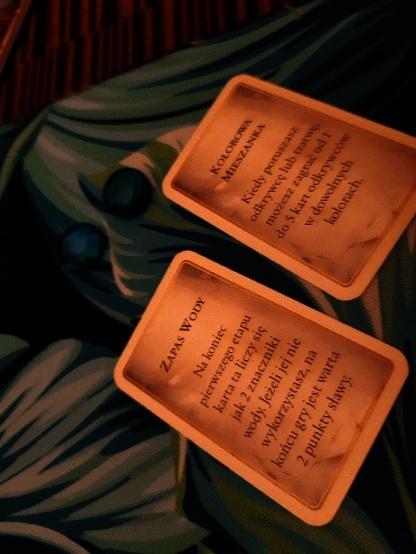 KOLOROWA
MIESZANKA
Kiedy poruszasz
odkrywcę lub tratwę,
możesz zagrać od 1
do 5 kart odkrywców
w dowolnych
kolorach.
ZAPAS WODY
Na koniec
pierwszego etapu
karta ta liczy się
jak 2 znaczniki
wody. Jeżeli jej nie
wykorzystasz, na
końcu gry jest warta
2 punkty sławy.